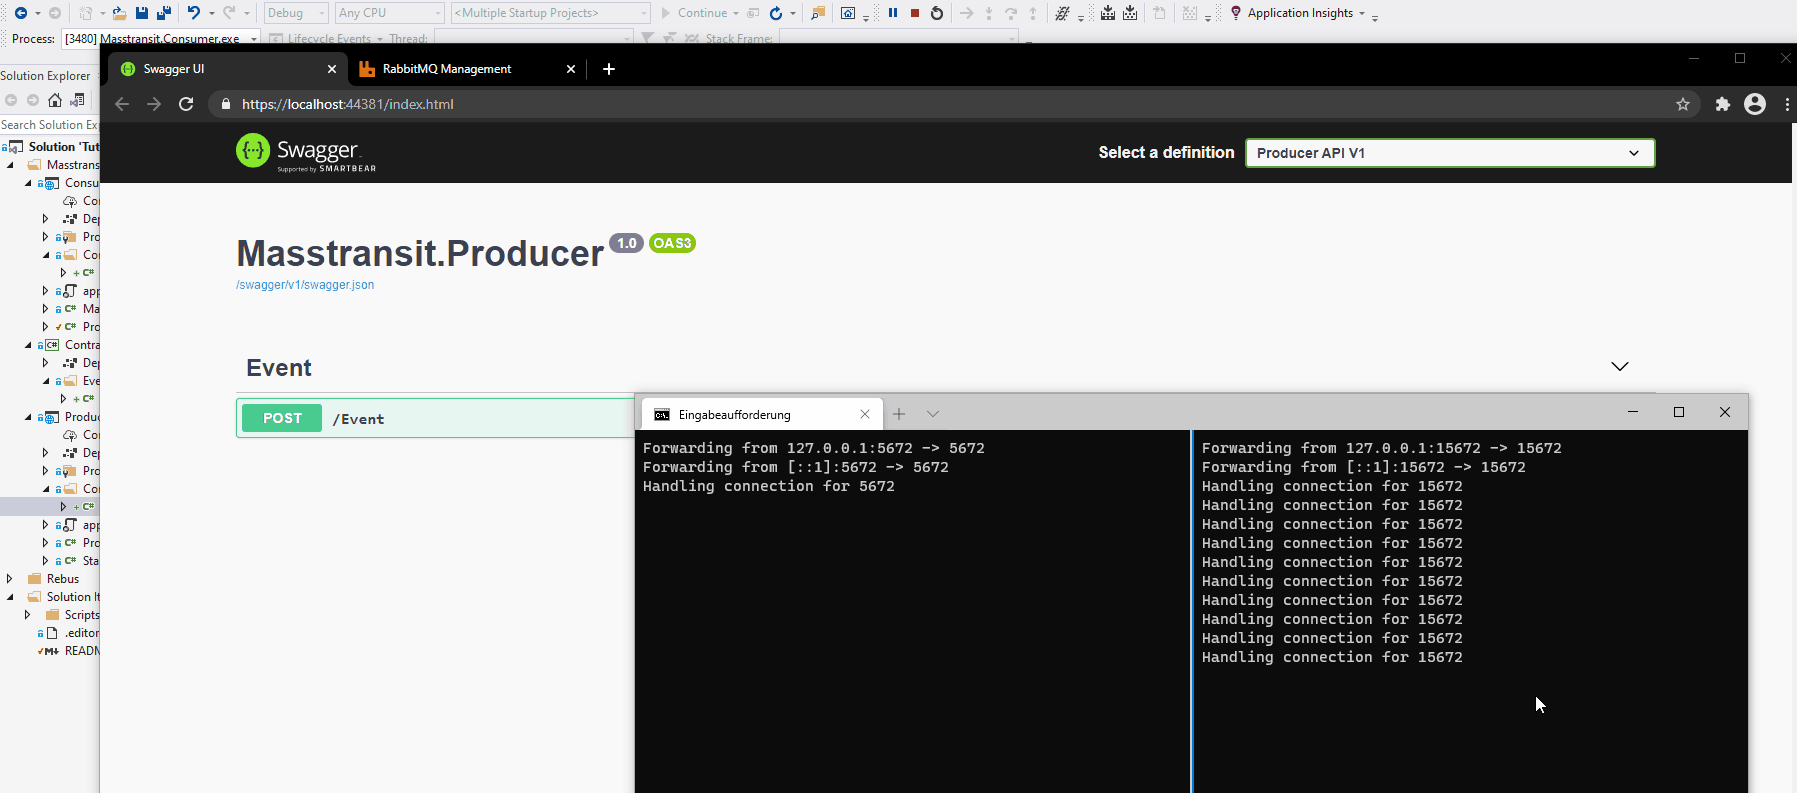 Debug
Any CPU
<Multiple Startup Projects>
Continue
Application Insights
Process:
[3480] Masstransit.Consumer.exe
Lifecycle Events
Thread:
Stack Frame:
Solution Explorer
Search Solution Ex
Solution 'Tut
Masstrans
Consu
Co
Dep
Pro
Co
C#
app
C# Ma
C# Pro
C# Contra
Dep
Eve
C#
Produc
Co
Dep
Pro
Co
C#
app
C# Pro
C# Sta
Rebus
Solution It
Scripts
.editor
M↓ READN
Swagger UI
RabbitMQ Management
https://localhost:44381/index.html
{···} Swagger
Supported by SMARTBEAR
Select a definition
Producer API V1
Masstransit.Producer 1.0 OAS3
/swagger/v1/swagger.json
Event
POST /Event
Eingabeaufforderung
Forwarding from 127.0.0.1:5672 -> 5672
Forwarding from [::1]:5672 -> 5672
Handling connection for 5672
Forwarding from 127.0.0.1:15672 -> 15672
Forwarding from [::1]:15672 -> 15672
Handling connection for 15672
Handling connection for 15672
Handling connection for 15672
Handling connection for 15672
Handling connection for 15672
Handling connection for 15672
Handling connection for 15672
Handling connection for 15672
Handling connection for 15672
Handling connection for 15672